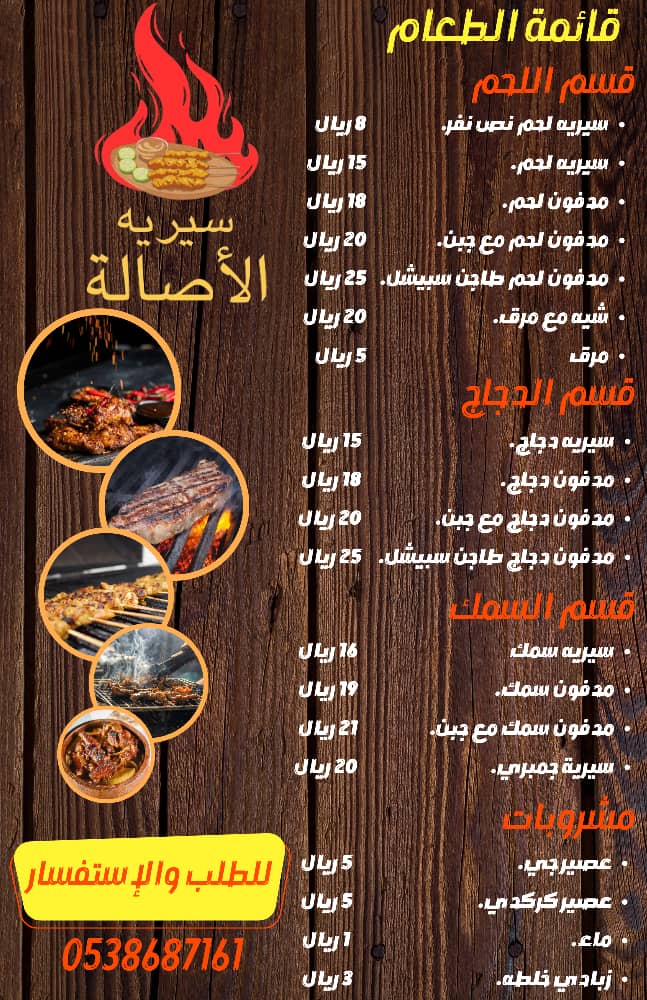 قائمة الطعام
سيريه
الأصالة
قسم اللحم
• سيريه لحم نص نفر. 8 ريال
• سيريه لحم. 15 ريال
• مدفون لحم. 18 ريال
• مدفون لحم مع جبن. 20 ريال
• مدفون لحم طاجن سبيشل. 25 ريال
• شيه مع مرق. 20 ريال
• مرق 5 ريال
قسم الدجاج
• سيريه دجاج. 15 ريال
• مدفون دجاج. 18 ريال
• مدفون دجاج مع جبن. 20 ريال
• مدفون دجاج طاجن سبيشل. 25 ريال
قسم السمك
• سيريه سمك 16 ريال
• مدفون سمك. 19 ريال
• مدفون سمك مع جبن. 21 ريال
• سيرية جمبري. 20 ريال
مشروبات
• عصيرجي. 5 ريال
• عصير كركدي. 5 ريال
• ماء. 1 ريال
• زبادي خلطه. 3 ريال
للطلب والإستفسار
0538687161